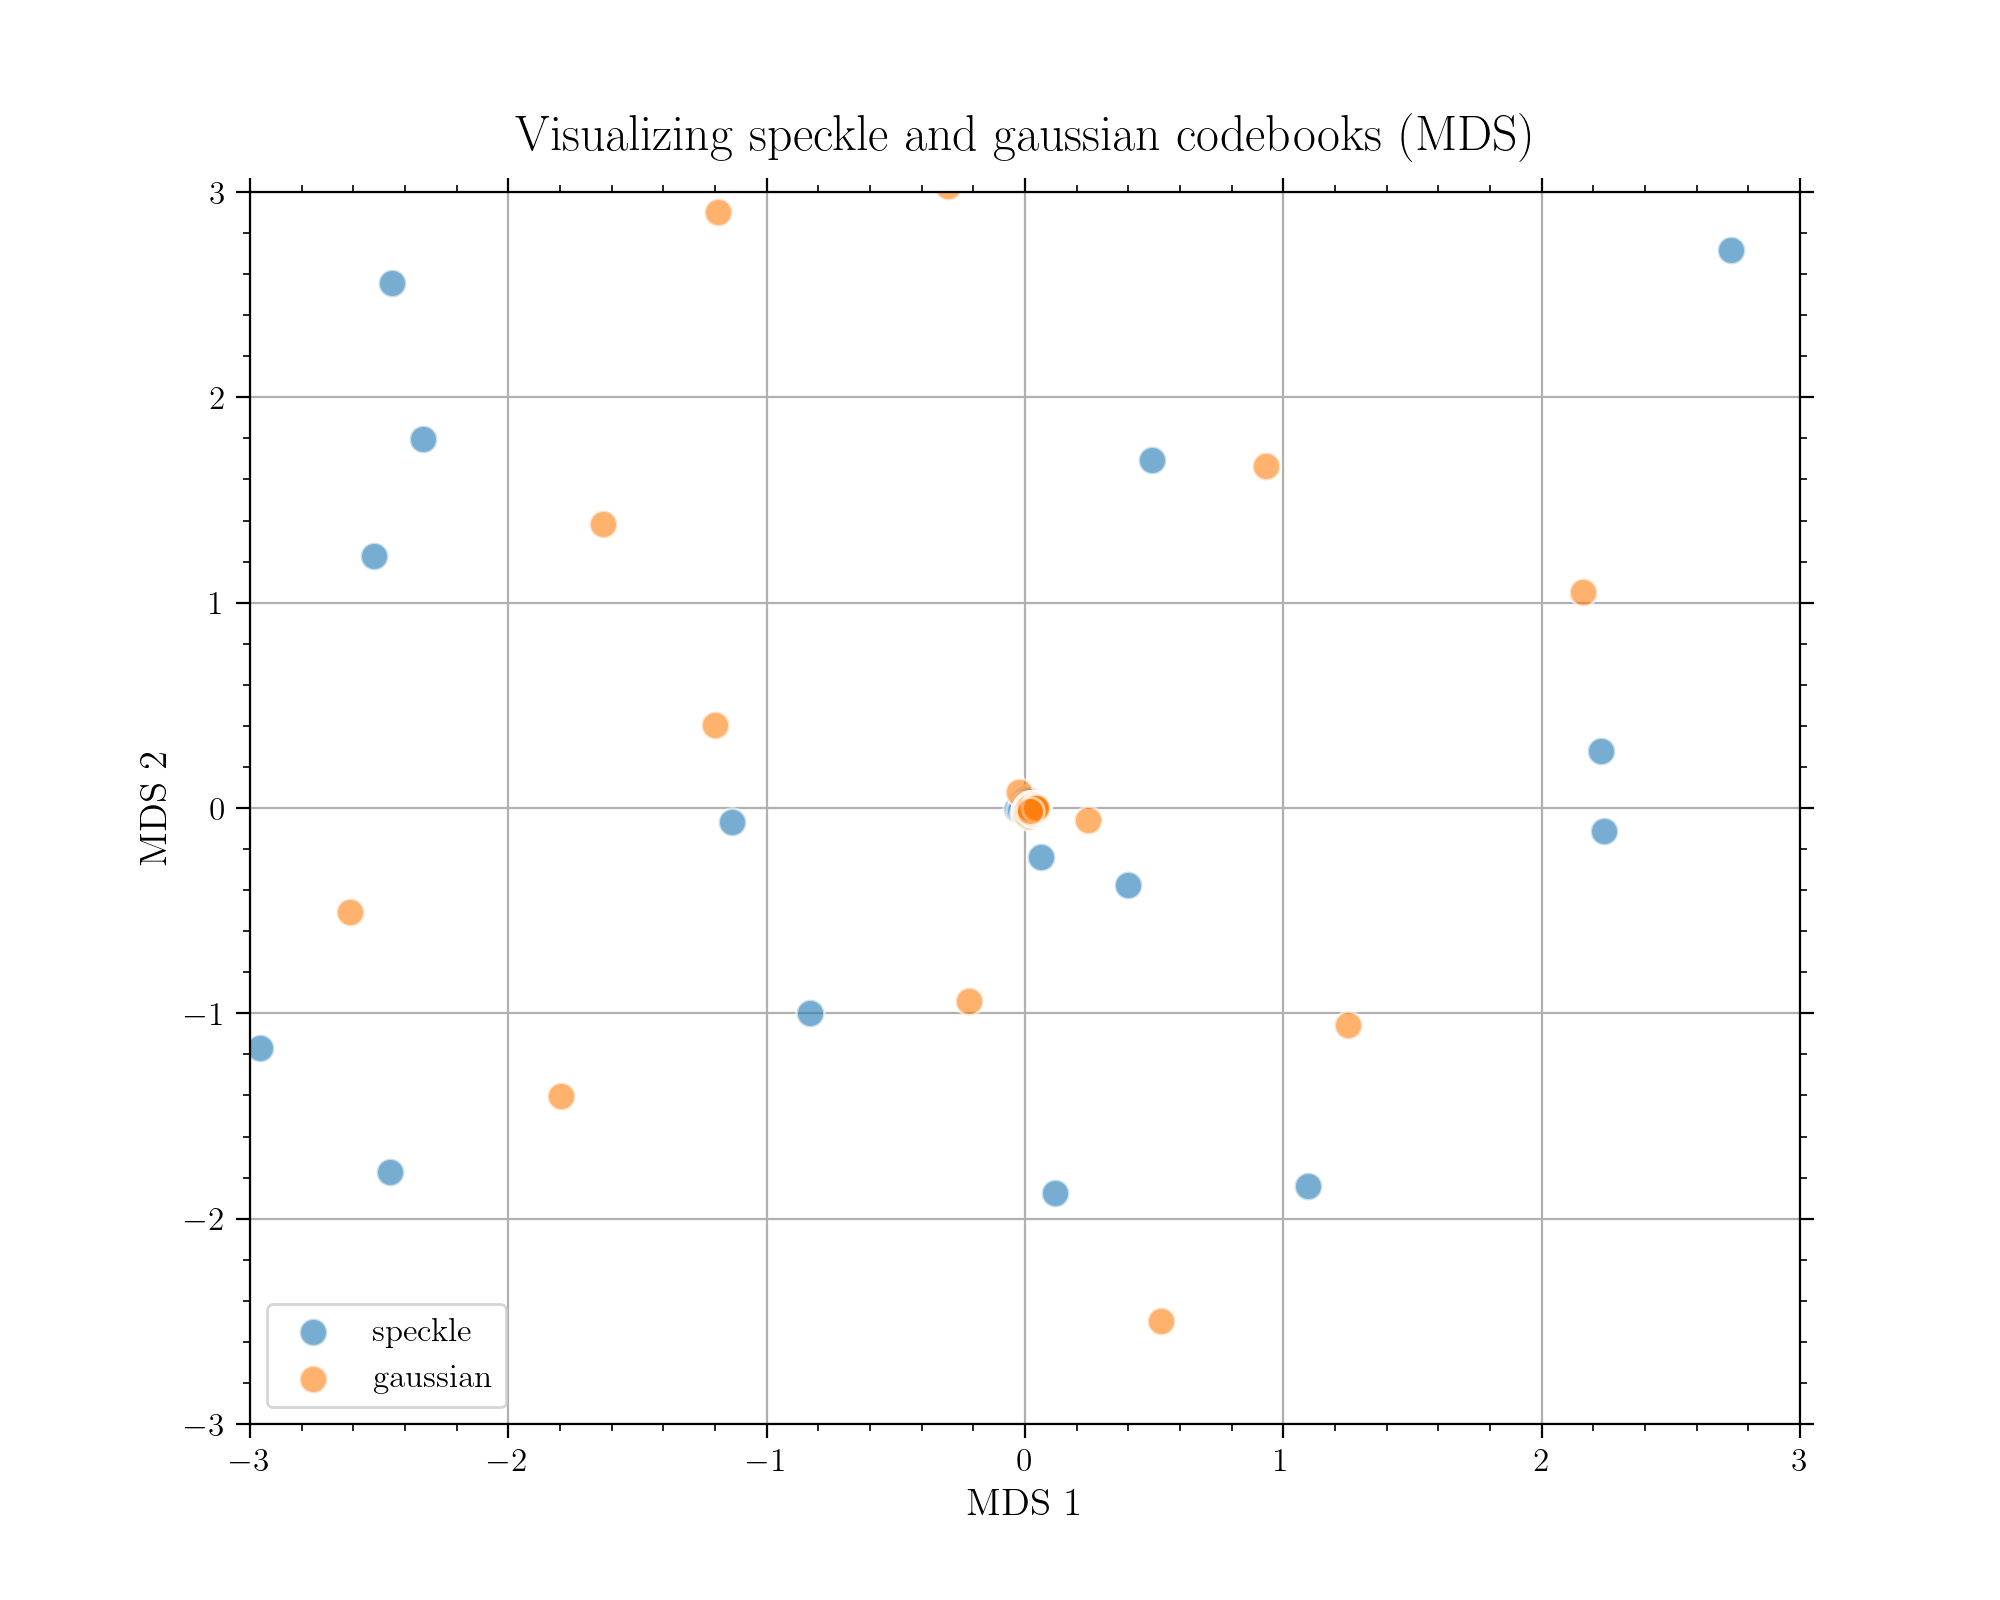 Visualizing speckle and gaussian codebooks (MDS)
3
2
1
0
−1
−2
−3
MDS 2
speckle
gaussian
−3 −2 −1 0 1 2 3
MDS 1